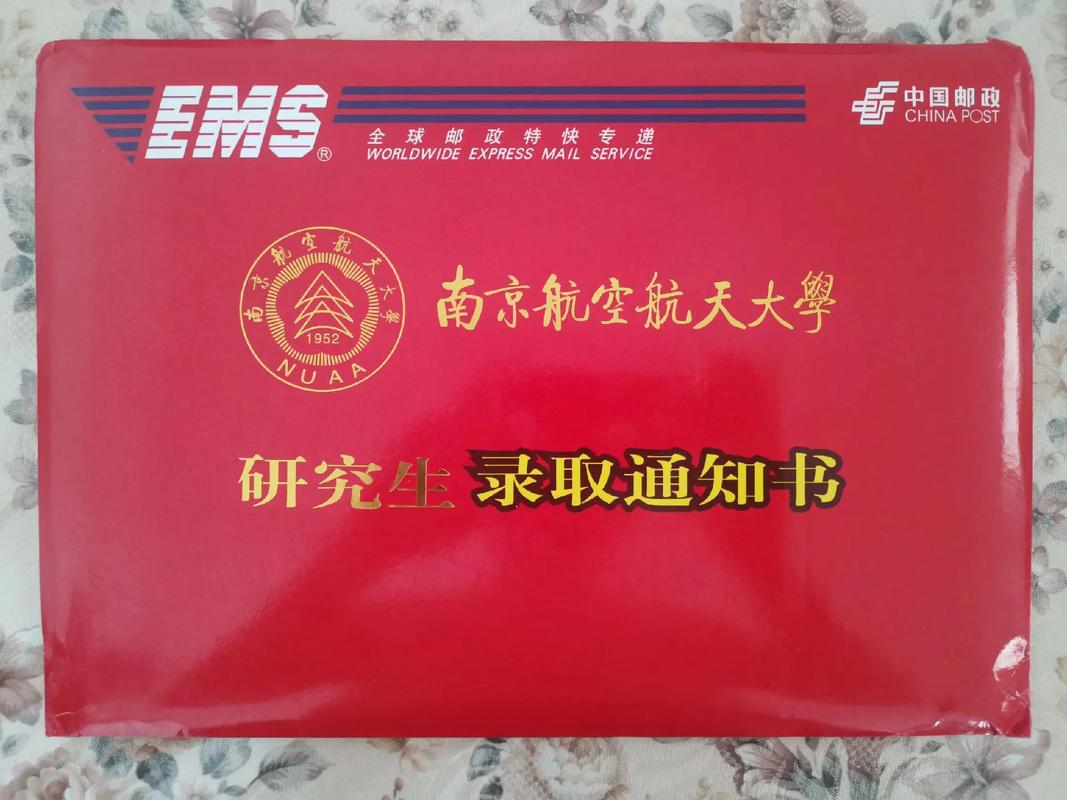 EMS®
全球邮政特快专递
WORLDWIDE EXPRESS MAIL SERVICE
中国邮政
CHINA POST
南京航空航天大學
1952
NUAA
南京航空航天大學
研究生 录取通知书